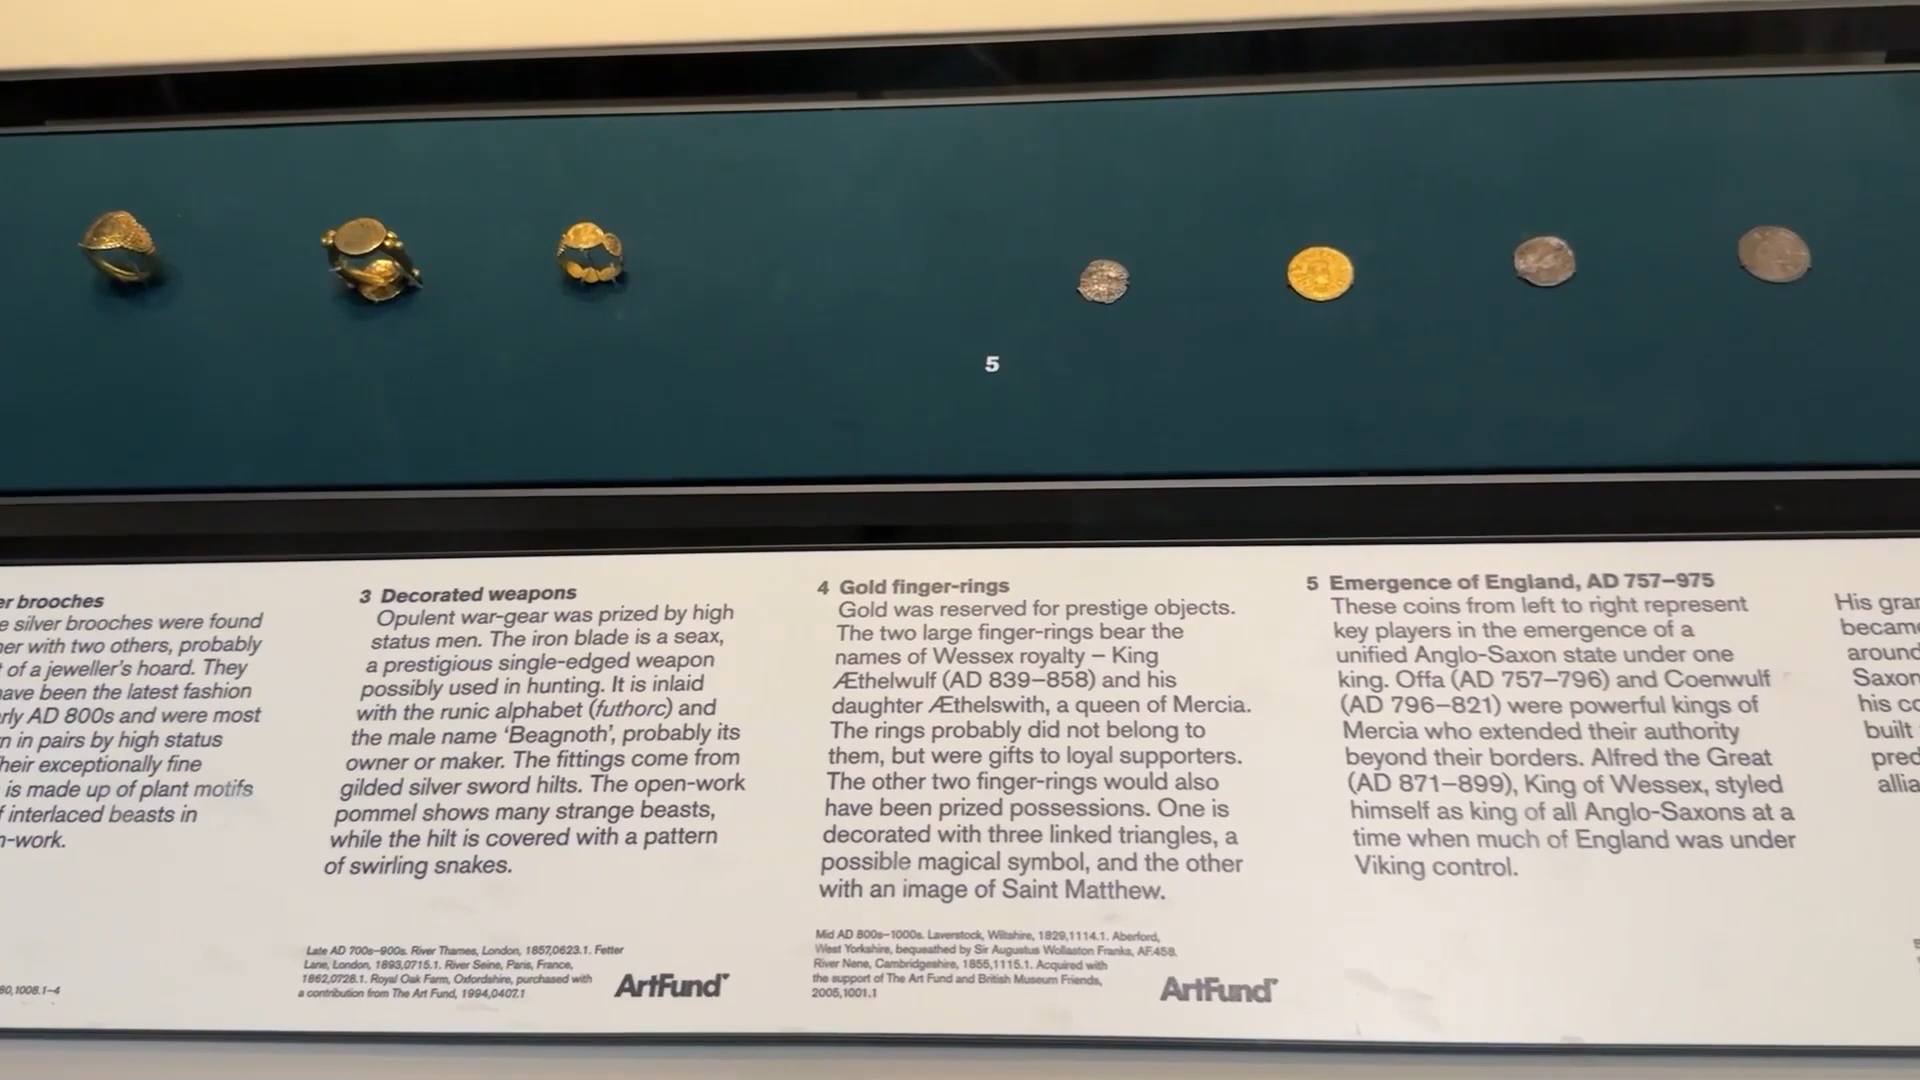 5
er brooches
e silver brooches were found
er with two others, probably
of a jeweller's hoard. They
have been the latest fashion
rly AD 800s and were most
n in pairs by high status
heir exceptionally fine
is made up of plant motifs
f interlaced beasts in
n-work.
80,1008.1–4
3 Decorated weapons
Opulent war-gear was prized by high
status men. The iron blade is a seax,
a prestigious single-edged weapon
possibly used in hunting. It is inlaid
with the runic alphabet (futhorc) and
the male name ‘Beagnoth’, probably its
owner or maker. The fittings come from
gilded silver sword hilts. The open-work
pommel shows many strange beasts,
while the hilt is covered with a pattern
of swirling snakes.
Late AD 700s–900s. River Thames, London, 1857,0623.1. Fetter
Lane, London, 1893,0715.1. River Seine, Paris, France,
1862,0728.1. Royal Oak Farm, Oxfordshire, purchased with
a contribution from The Art Fund, 1994,0407.1
ArtFund
4 Gold finger-rings
Gold was reserved for prestige objects.
The two large finger-rings bear the
names of Wessex royalty – King
Æthelwulf (AD 839–858) and his
daughter Æthelswith, a queen of Mercia.
The rings probably did not belong to
them, but were gifts to loyal supporters.
The other two finger-rings would also
have been prized possessions. One is
decorated with three linked triangles, a
possible magical symbol, and the other
with an image of Saint Matthew.
Mid AD 800s–1000s. Laverstock, Wiltshire, 1829,1114.1. Aberford,
West Yorkshire, bequeathed by Sir Augustus Wollaston Franks, AF.458.
River Nene, Cambridgeshire, 1855,1115.1. Acquired with
the support of The Art Fund and British Museum Friends,
2005,1001.1
ArtFund
5 Emergence of England, AD 757–975
These coins from left to right represent
key players in the emergence of a
unified Anglo-Saxon state under one
king. Offa (AD 757–796) and Coenwulf
(AD 796–821) were powerful kings of
Mercia who extended their authority
beyond their borders. Alfred the Great
(AD 871–899), King of Wessex, styled
himself as king of all Anglo-Saxons at a
time when much of England was under
Viking control.
His gran
became
around
Saxon
his co
built
pred
allia